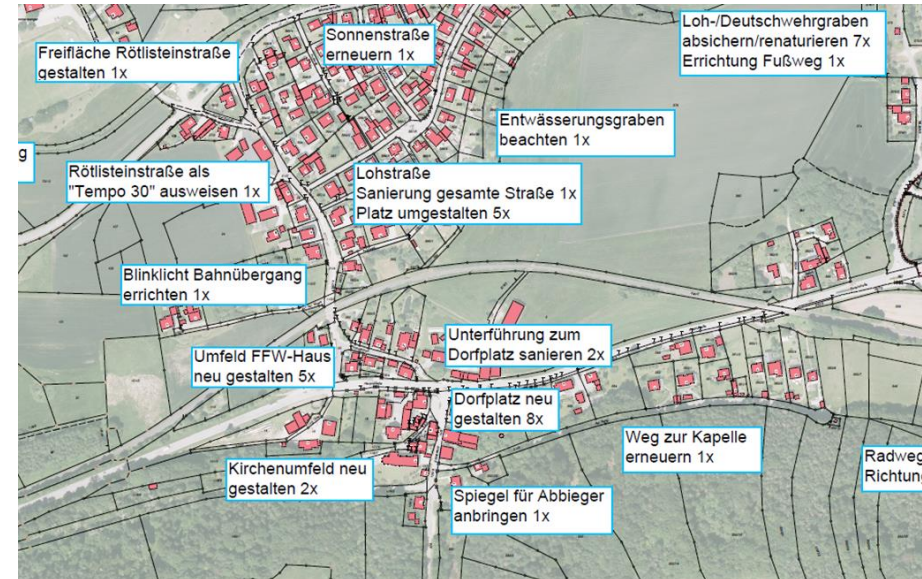 Freifläche Rötlisteinstraße
gestalten 1x
Sonnenstraße
erneuern 1x
Loh-/Deutschwehrgraben
absichern/renaturieren 7x
Errichtung Fußweg 1x
Entwässerungsgraben
beachten 1x
g
Rötlisteinstraße als
"Tempo 30" ausweisen 1x
Lohstraße
Sanierung gesamte Straße 1x
Platz umgestalten 5x
Blinklicht Bahnübergang
errichten 1x
Umfeld FFW-Haus
neu gestalten 5x
Unterführung zum
Dorfplatz sanieren 2x
Dorfplatz neu
gestalten 8x
Weg zur Kapelle
erneuern 1x
Radweg
Richtung
Kirchenumfeld neu
gestalten 2x
Spiegel für Abbieger
anbringen 1x